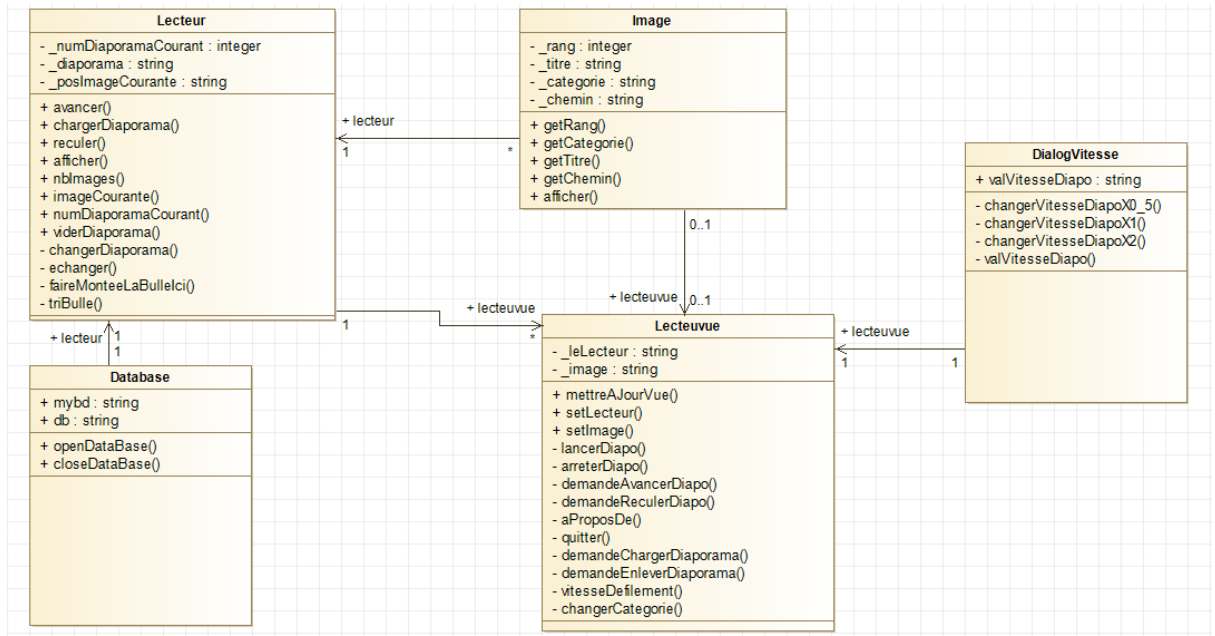 Lecteur
- _numDiaporamaCourant : integer
- _diaporama : string
- _posImageCourante : string
+ avancer()
+ chargerDiaporama()
+ reculer()
+ afficher()
+ nbImages()
+ imageCourante()
+ numDiaporamaCourant()
+ viderDiaporama()
- changerDiaporama()
- echanger()
- faireMonteeLaBulleIci()
- triBulle()
+ lecteur
1
*
Image
- _rang : integer
- _titre : string
- _categorie : string
- _chemin : string
+ getRang()
+ getCategorie()
+ getTitre()
+ getChemin()
+ afficher()
0..1
+ lecteuvue
0..1
DialogVitesse
+ valVitesseDiapo : string
- changerVitesseDiapoX0_5()
- changerVitesseDiapoX1()
- changerVitesseDiapoX2()
- valVitesseDiapo()
+ lecteuvue
1
1
1
+ lecteuvue
*
+ lecteur
1
1
Database
+ mybd : string
+ db : string
+ openDataBase()
+ closeDataBase()
Lecteuvue
- _leLecteur : string
- _image : string
+ mettreAJourVue()
+ setLecteur()
+ setImage()
- lancerDiapo()
- arreterDiapo()
- demandeAvancerDiapo()
- demandeReculerDiapo()
- aProposDe()
- quitter()
- demandeChargerDiaporama()
- demandeEnleverDiaporama()
- vitesseDefilement()
- changerCategorie()